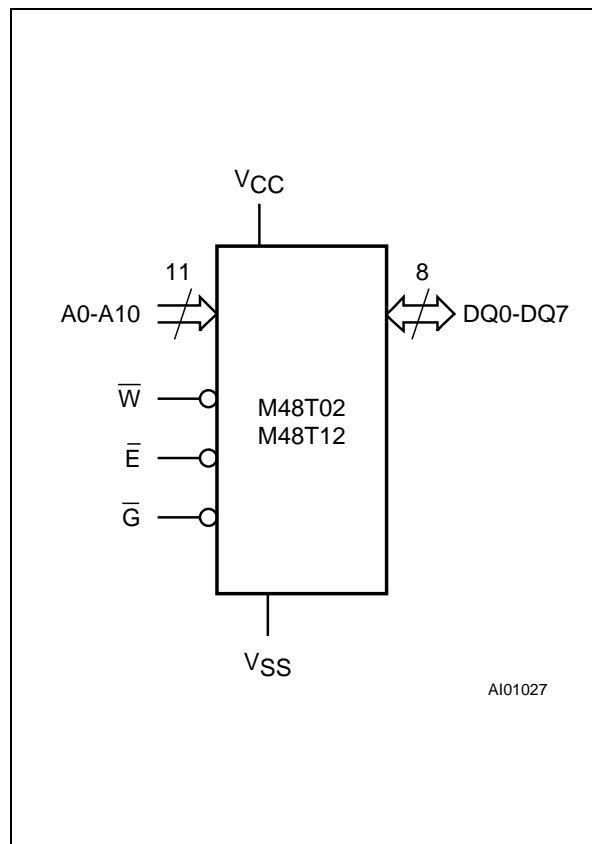 VCC
11
8
A0-A10
DQ0-DQ7
W̅
M48T02
M48T12
E̅
G̅
VSS
AI01027